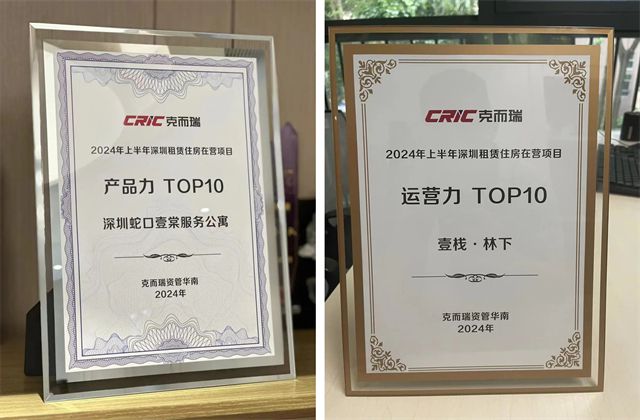 CRIC 克而瑞
2024年上半年深圳租赁住房在营项目
产品力 TOP10
深圳蛇口壹棠服务公寓
克而瑞资管华南
2024年
CRIC 克而瑞
2024年上半年深圳租赁住房在营项目
运营力 TOP10
壹栈·林下
克而瑞资管华南
2024年